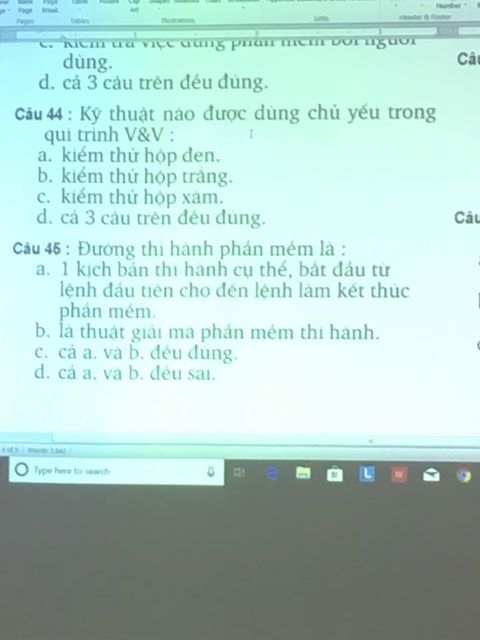 c. kiểm tra việc dùng phần mềm bởi người
dùng.
d. cả 3 câu trên đều đúng.
Câu 44 : Kỹ thuật nào được dùng chủ yếu trong
qui trình V&V :
a. kiểm thử hộp đen.
b. kiểm thử hộp trắng.
c. kiểm thử hộp xám.
d. cả 3 câu trên đều đúng.
Câu 45 : Đường thi hành phần mềm là :
a. 1 kịch bản thi hành cụ thể, bắt đầu từ
lệnh đầu tiên cho đến lệnh làm kết thúc
phần mềm.
b. là thuật giải mà phần mềm thi hành.
c. cả a. và b. đều đúng.
d. cả a. và b. đều sai.
Câu
Type here to search
Pages
Tables
Illustrations
Links
Header & Footer